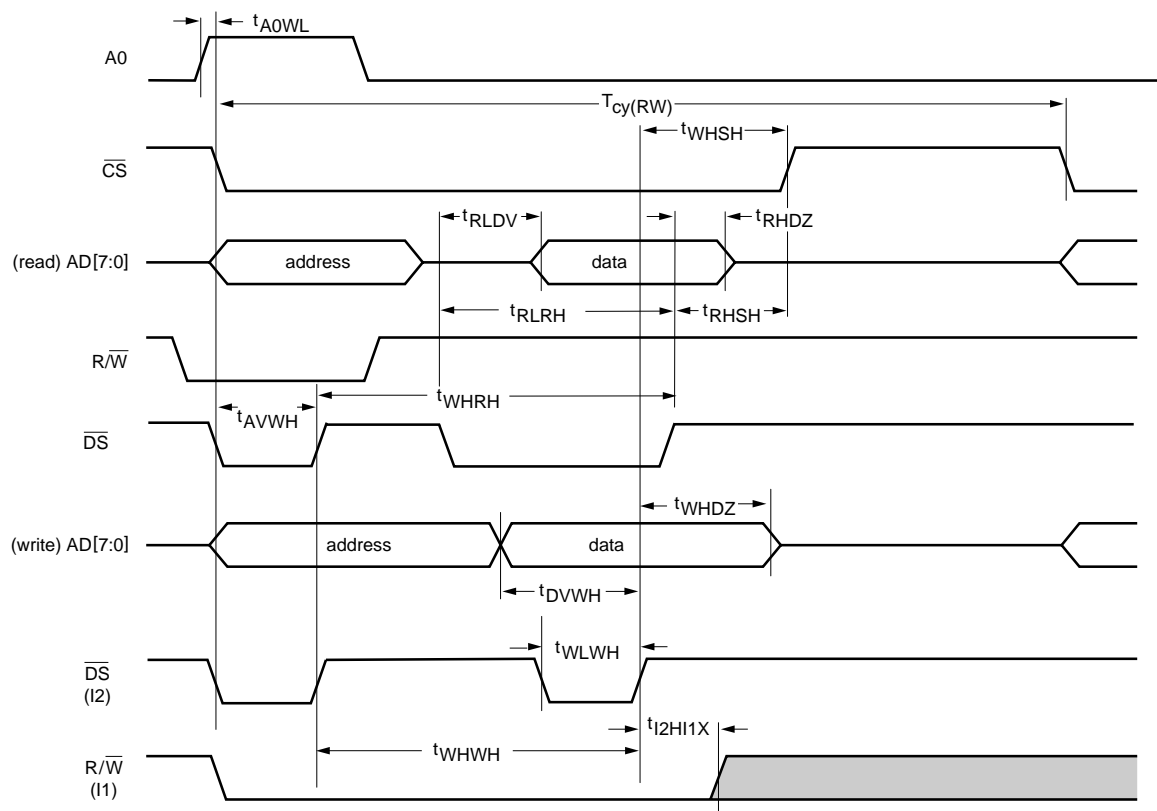 tA0WL
A0
Tcy(RW)
tWHSH
CS
tRLDV
tRHDZ
(read) AD[7:0]
address
data
tRLRH
tRHSH
R/W
tWHRH
tAVWH
DS
tWHDZ
(write) AD[7:0]
address
data
tDVWH
tWLWH
DS
(I2)
tI2HI1X
tWHWH
R/W
(I1)